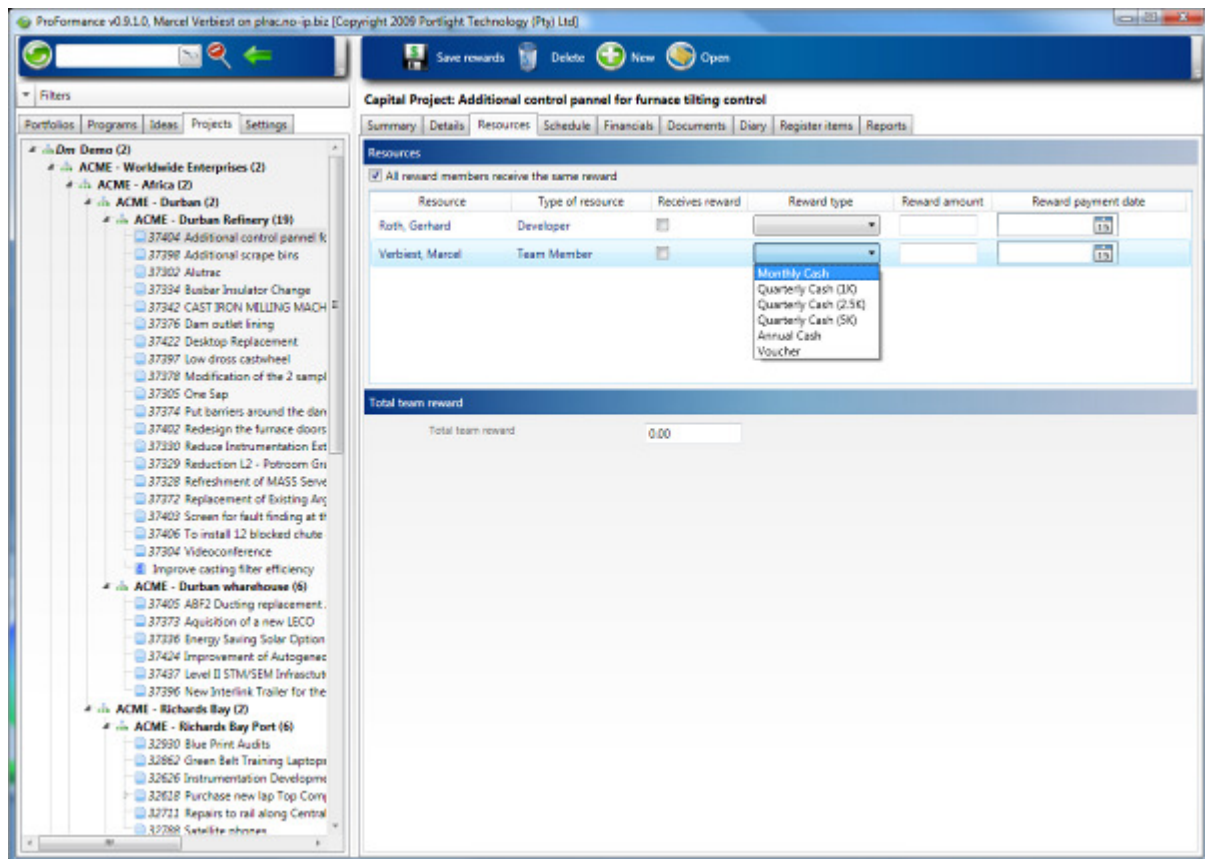 ProFormance v0.9.1.0, Marcel Verbiest on plrac.no-ip.biz [Copyright 2009 Portlight Technology (Pty) Ltd]
Save rewards Delete New Open
Filters
Portfolios Programs Ideas Projects Settings
Dm Demo (2)
ACME - Worldwide Enterprises (2)
ACME - Africa (2)
ACME - Durban (2)
ACME - Durban Refinery (19)
37404 Additional control pannel fo
37398 Additional scrape bins
37302 Alutrac
37334 Busbar Insulator Change
37342 CAST IRON MILLING MACH
37376 Dam outlet lining
37422 Desktop Replacement
37397 Low dross castwheel
37378 Modification of the 2 sampl
37305 One Sap
37374 Put barriers around the dan
37402 Redesign the furnace doors
37330 Reduce Instrumentation Ext
37329 Reduction L2 - Potroom Gra
37328 Refreshment of MASS Serve
37372 Replacement of Existing Arg
37403 Screen for fault finding at th
37406 To install 12 blocked chute
37304 Videoconference
Improve casting filter efficiency
ACME - Durban wharehouse (6)
37405 ABF2 Ducting replacement
37373 Aquisition of a new LECO
37336 Energy Saving Solar Option
37424 Improvement of Autogenec
37437 Level II STM/SEM Infrasctut
37396 New Interlink Trailer for the
ACME - Richards Bay (2)
ACME - Richards Bay Port (6)
32930 Blue Print Audits
32862 Green Belt Training Laptops
32626 Instrumentation Developme
32618 Purchase new lap Top Comp
32711 Repairs to rail along Central
32788 Satellite phones
Capital Project: Additional control pannel for furnace tilting control
Summary Details Resources Schedule Financials Documents Diary Register items Reports
Resources
All reward members receive the same reward
Resource Type of resource Receives reward Reward type Reward amount Reward payment date
Roth, Gerhard Developer 15
Verbiest, Marcel Team Member 15
Monthly Cash
Quarterly Cash (1K)
Quarterly Cash (2.5K)
Quarterly Cash (5K)
Annual Cash
Voucher
Total team reward
Total team reward 0.00